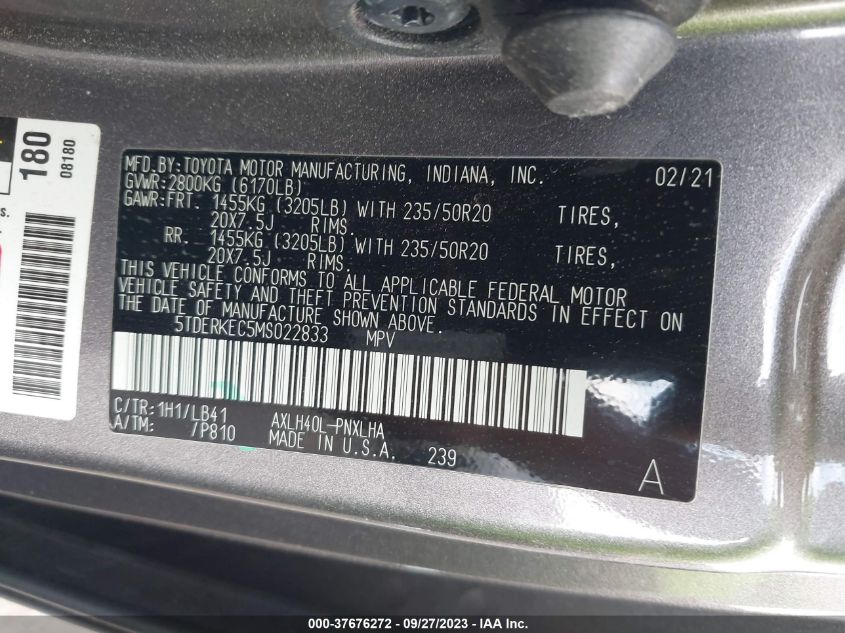 180
08180
s.
MFD.BY:TOYOTA MOTOR MANUFACTURING, INDIANA, INC. 02/21
GVWR:2800KG (6170LB)
GAWR:FRT. 1455KG (3205LB) WITH 235/50R20 TIRES,
20X7.5J RIMS.
RR. 1455KG (3205LB) WITH 235/50R20 TIRES,
20X7.5J RIMS.
THIS VEHICLE CONFORMS TO ALL APPLICABLE FEDERAL MOTOR
VEHICLE SAFETY AND THEFT PREVENTION STANDARDS IN EFFECT ON
THE DATE OF MANUFACTURE SHOWN ABOVE.
5TDERKEC5MS022833 MPV
C/TR:1H1/LB41 AXLH40L-PNXLHA
A/TM: 7/P810 MADE IN U.S.A. 239
A
000-37676272 - 09/27/2023 - IAA Inc.